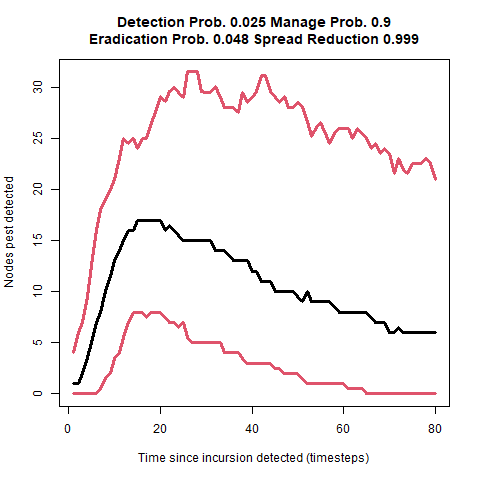 Detection Prob. 0.025 Manage Prob. 0.9
Eradication Prob. 0.048 Spread Reduction 0.999
Nodes pest detected
30
25
20
15
10
5
0
0 20 40 60 80
Time since incursion detected (timesteps)